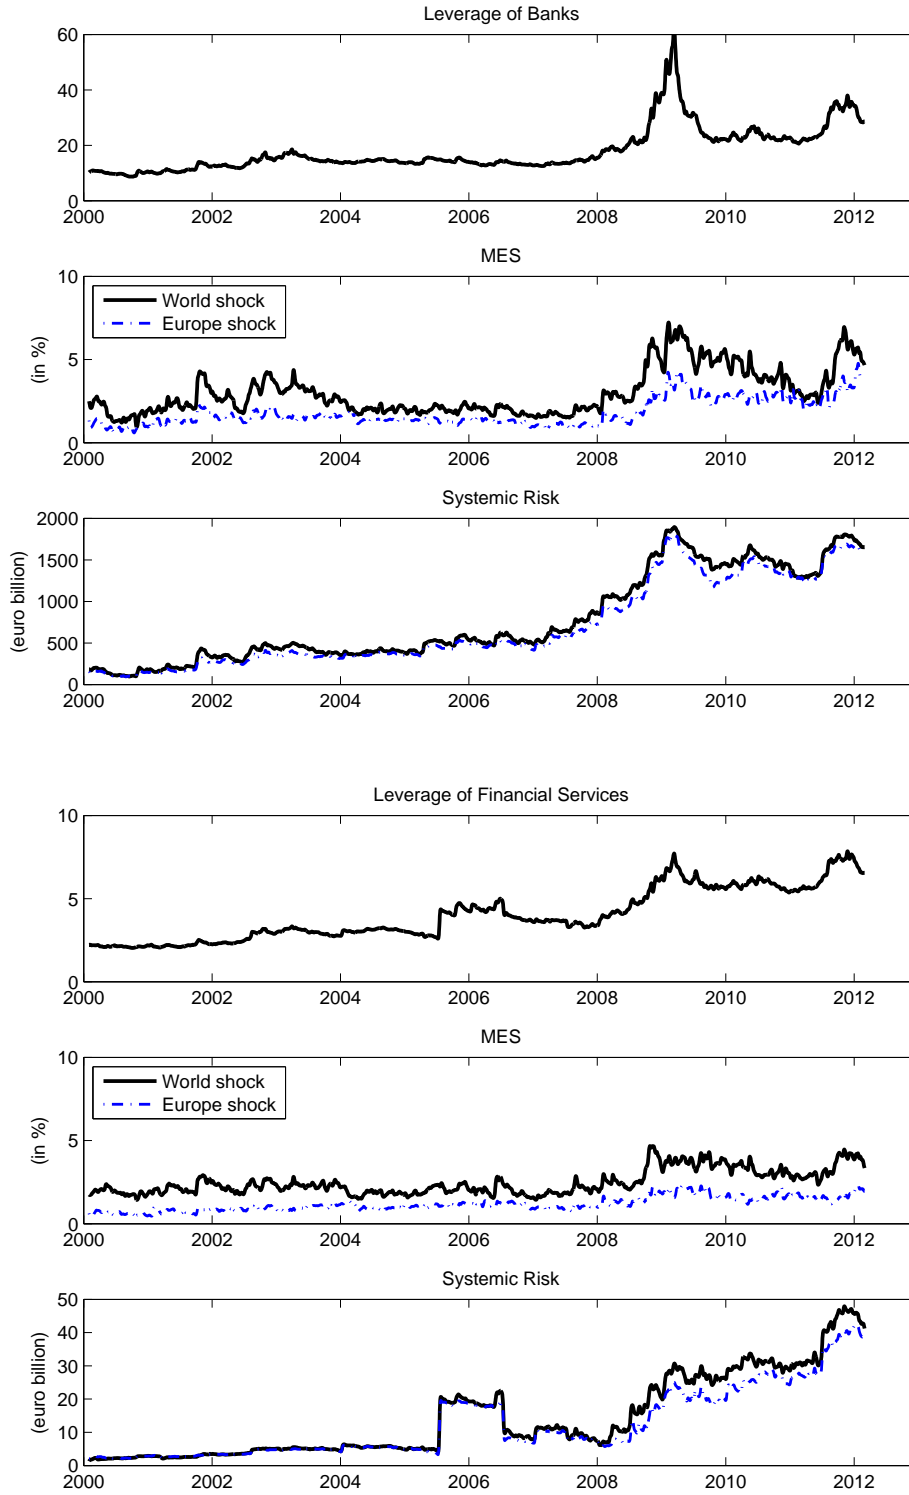 Leverage of Banks
60
40
20
0
2000 2002 2004 2006 2008 2010 2012
MES
10
5
0
(in %)
World shock
Europe shock
2000 2002 2004 2006 2008 2010 2012
Systemic Risk
2000
1500
1000
500
0
(euro billion)
2000 2002 2004 2006 2008 2010 2012
Leverage of Financial Services
10
5
0
2000 2002 2004 2006 2008 2010 2012
MES
10
5
0
(in %)
World shock
Europe shock
2000 2002 2004 2006 2008 2010 2012
Systemic Risk
50
40
30
20
10
0
(euro billion)
2000 2002 2004 2006 2008 2010 2012